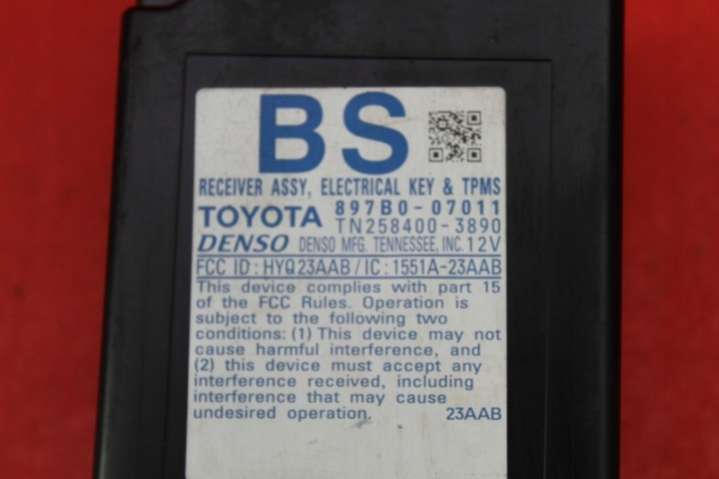 BS
RECEIVER ASSY, ELECTRICAL KEY & TPMS
TOYOTA 897B0-07011
TN258400-3890
DENSO DENSO MFG. TENNESSEE, INC. 12V
FCC ID : HYQ23AAB / IC : 1551A-23AAB
This device complies with part 15
of the FCC Rules. Operation is
subject to the following two
conditions: (1) This device may not
cause harmful interference, and
(2) this device must accept any
interference received, including
interference that may cause
undesired operation. 23AAB